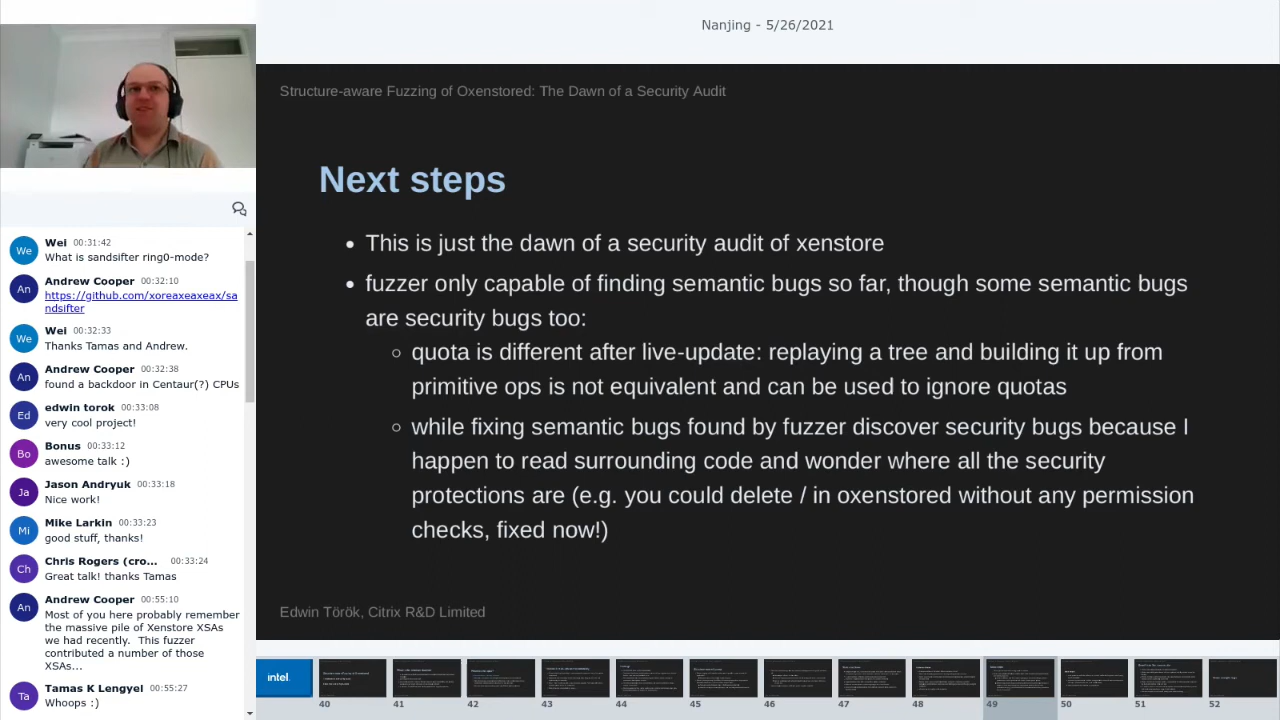 Nanjing - 5/26/2021
Structure-aware Fuzzing of Oxenstored: The Dawn of a Security Audit
Next steps
• This is just the dawn of a security audit of xenstore
• fuzzer only capable of finding semantic bugs so far, though some semantic bugs
are security bugs too:
◦ quota is different after live-update: replaying a tree and building it up from
primitive ops is not equivalent and can be used to ignore quotas
◦ while fixing semantic bugs found by fuzzer discover security bugs because I
happen to read surrounding code and wonder where all the security
protections are (e.g. you could delete / in oxenstored without any permission
checks, fixed now!)
Edwin Török, Citrix R&D Limited
We
Wei 00:31:42
What is sandsifter ring0-mode?
An
Andrew Cooper 00:32:10
https://github.com/xoreaxeaxeax/sa
ndsifter
We
Wei 00:32:33
Thanks Tamas and Andrew.
An
Andrew Cooper 00:32:38
found a backdoor in Centaur(?) CPUs
Ed
edwin torok 00:33:08
very cool project!
Bo
Bonus 00:33:12
awesome talk :)
Ja
Jason Andryuk 00:33:18
Nice work!
Mi
Mike Larkin 00:33:23
good stuff, thanks!
Ch
Chris Rogers (cro... 00:33:24
Great talk! thanks Tamas
An
Andrew Cooper 00:55:10
Most of you here probably remember
the massive pile of Xenstore XSAs
we had recently.  This fuzzer
contributed a number of those
XSAs...
Ta
Tamas K Lengyel 00:55:27
Whoops :)
intel.
40 41 42 43 44 45 46 47 48 49 50 51 52